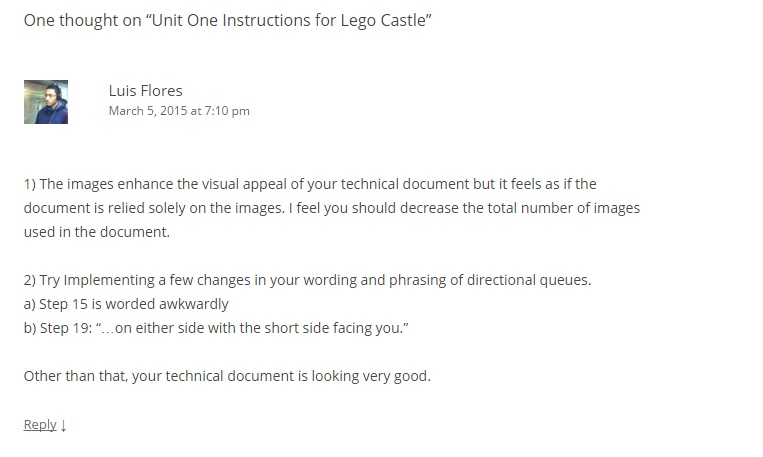 One thought on “Unit One Instructions for Lego Castle”
Luis Flores
March 5, 2015 at 7:10 pm
1) The images enhance the visual appeal of your technical document but it feels as if the
document is relied solely on the images. I feel you should decrease the total number of images
used in the document.
2) Try Implementing a few changes in your wording and phrasing of directional queues.
a) Step 15 is worded awkwardly
b) Step 19: “…on either side with the short side facing you.”
Other than that, your technical document is looking very good.
Reply ↓